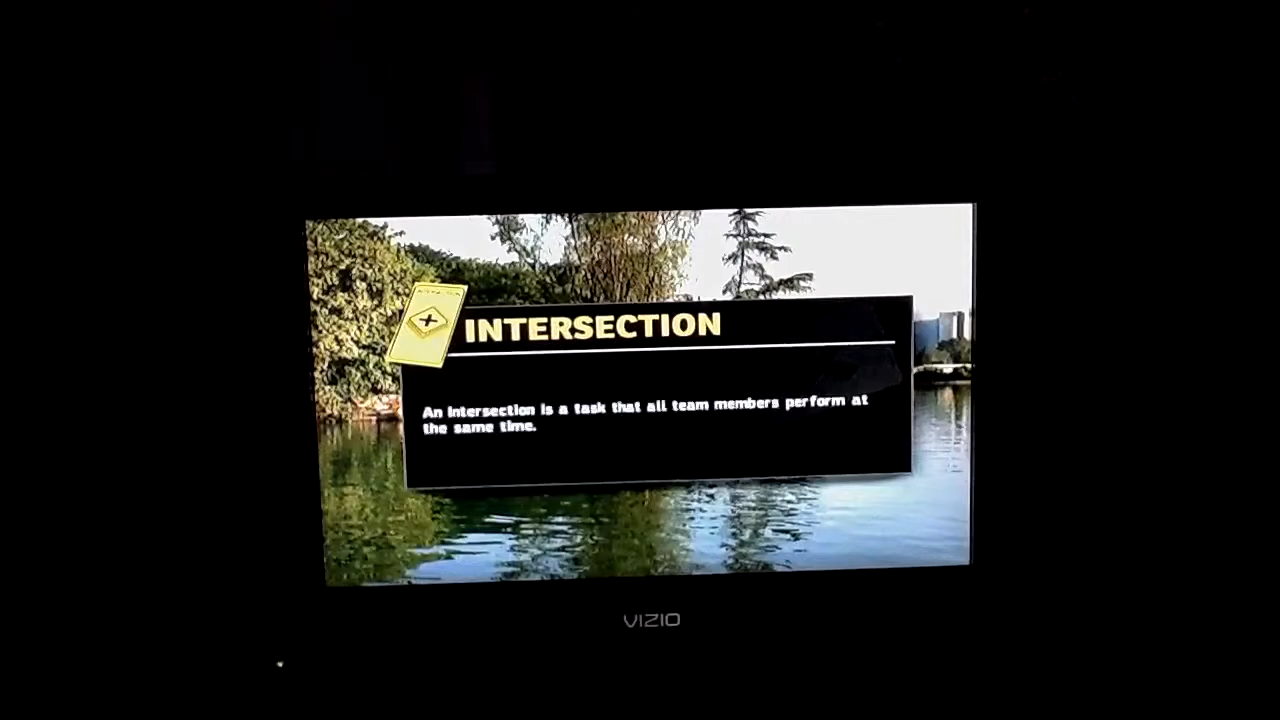 INTERSECTION
An Intersection is a task that all team members perform at
the same time.
VIZIO